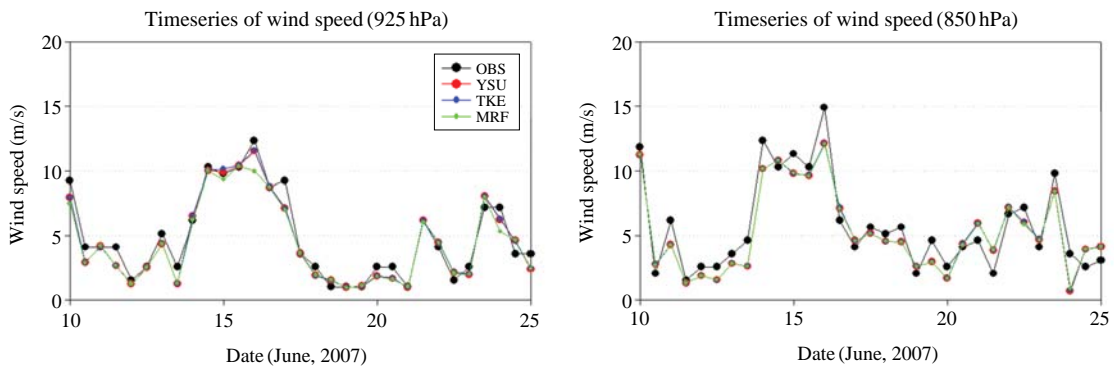 Timeseries of wind speed (925 hPa)
20
15
10
5
0
Wind speed (m/s)
OBS
YSU
TKE
MRF
10
15
20
25
Date (June, 2007)
Timeseries of wind speed (850 hPa)
20
15
10
5
0
Wind speed (m/s)
10
15
20
25
Date (June, 2007)